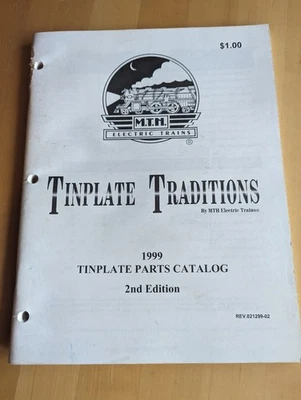 $1.00
M.T.H.
ELECTRIC TRAINS
®
TINPLATE TRADITIONS
By MTH Electric Trains®
1999
TINPLATE PARTS CATALOG
2nd Edition
REV.021299-02